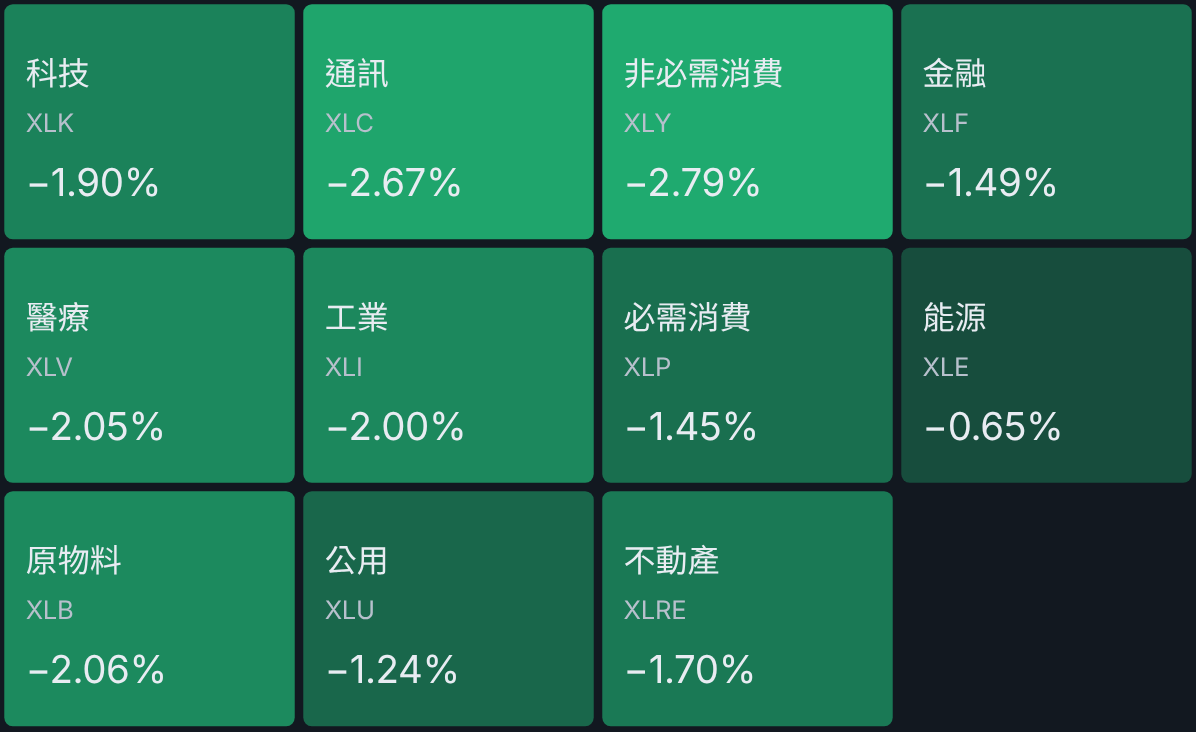 科技
XLK
−1.90%
通訊
XLC
−2.67%
非必需消費
XLY
−2.79%
金融
XLF
−1.49%
醫療
XLV
−2.05%
工業
XLI
−2.00%
必需消費
XLP
−1.45%
能源
XLE
−0.65%
原物料
XLB
−2.06%
公用
XLU
−1.24%
不動產
XLRE
−1.70%